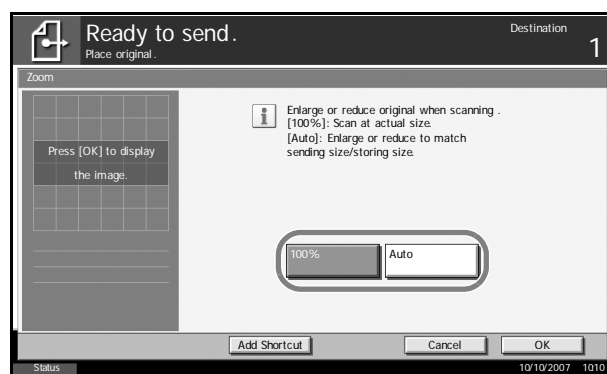 Ready to send.
Destination
Place original.
1
Zoom
Enlarge or reduce original when scanning .
[100%]: Scan at actual size.
[Auto]: Enlarge or reduce to match
sending size/storing size.
Press [OK] to display
the image.
100%
Auto
Add Shortcut
Cancel
OK
Status
10/10/2007 10:10